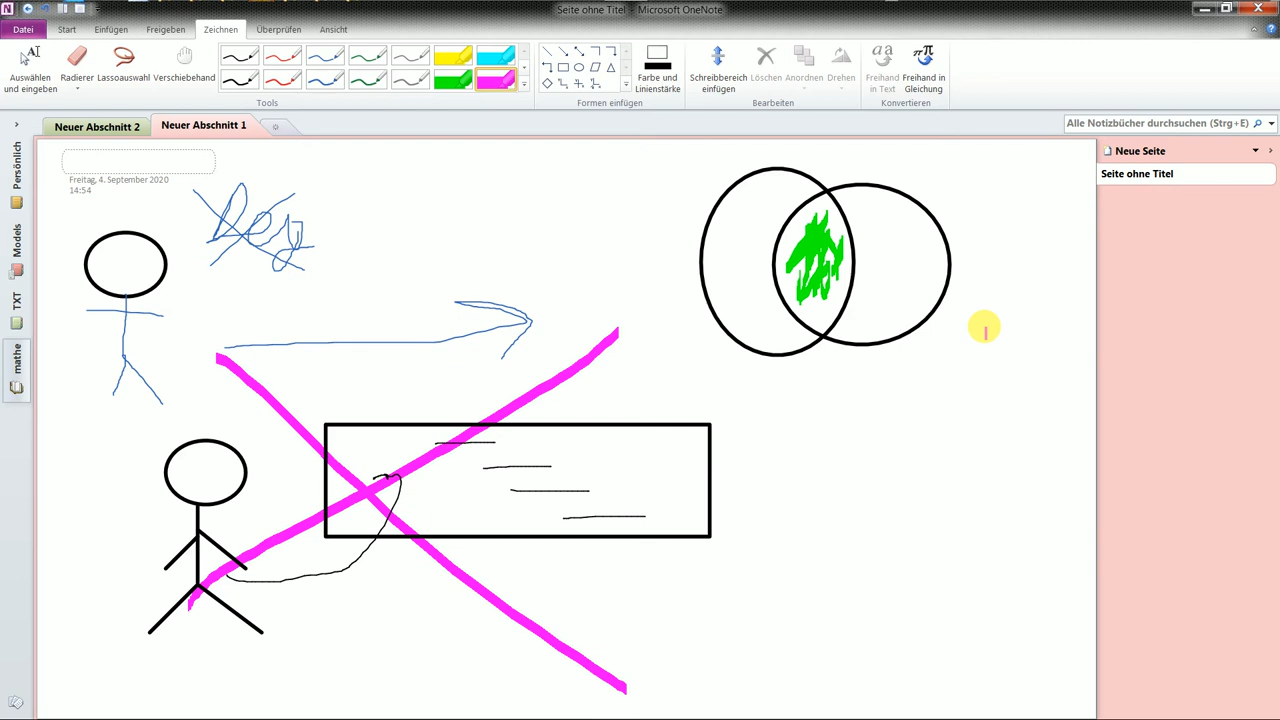 Seite ohne Titel - Microsoft OneNote
Datei Start Einfügen Freigeben Zeichnen Überprüfen Ansicht
Auswählen und eingeben
Radierer
Lassoauswahl
Verschiebehand
Tools
Formen einfügen
Farbe und Linienstärke
Schreibbereich einfügen
Löschen
Anordnen
Drehen
Bearbeiten
Freihand in Text
Freihand in Gleichung
Konvertieren
Neuer Abschnitt 2
Neuer Abschnitt 1
Alle Notizbücher durchsuchen (Strg+E)
Persönlich
Models
TXT
mathe
Freitag, 4. September 2020
14:54
Neue Seite
Seite ohne Titel